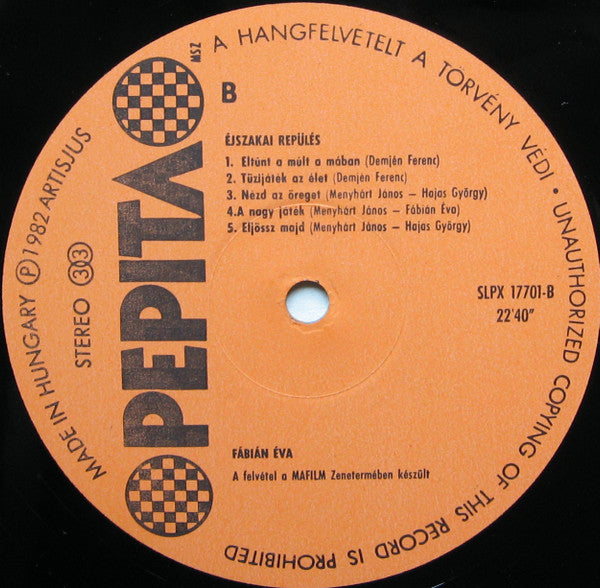 A HANGFELVÉTELT A TÖRVÉNY VÉDI • UNAUTHORIZED COPYING OF THIS RECORD IS PROHIBITED
MADE IN HUNGARY Ⓟ 1982 ARTISJUS
STEREO 33
PEPITA
MSZ
B
ÉJSZAKAI REPÜLÉS
1. Eltűnt a múlt a mában (Demjén Ferenc)
2. Tüzijáték az élet (Demjén Ferenc)
3. Nézd az öreget (Menyhárt János – Hajas György)
4.A nagy játék (Menyhárt János – Fábián Éva)
5. Eljössz majd (Menyhárt János – Hajas György)
SLPX 17701-B
22'40"
FÁBIÁN ÉVA
A felvétel a MAFILM Zenetermében készült